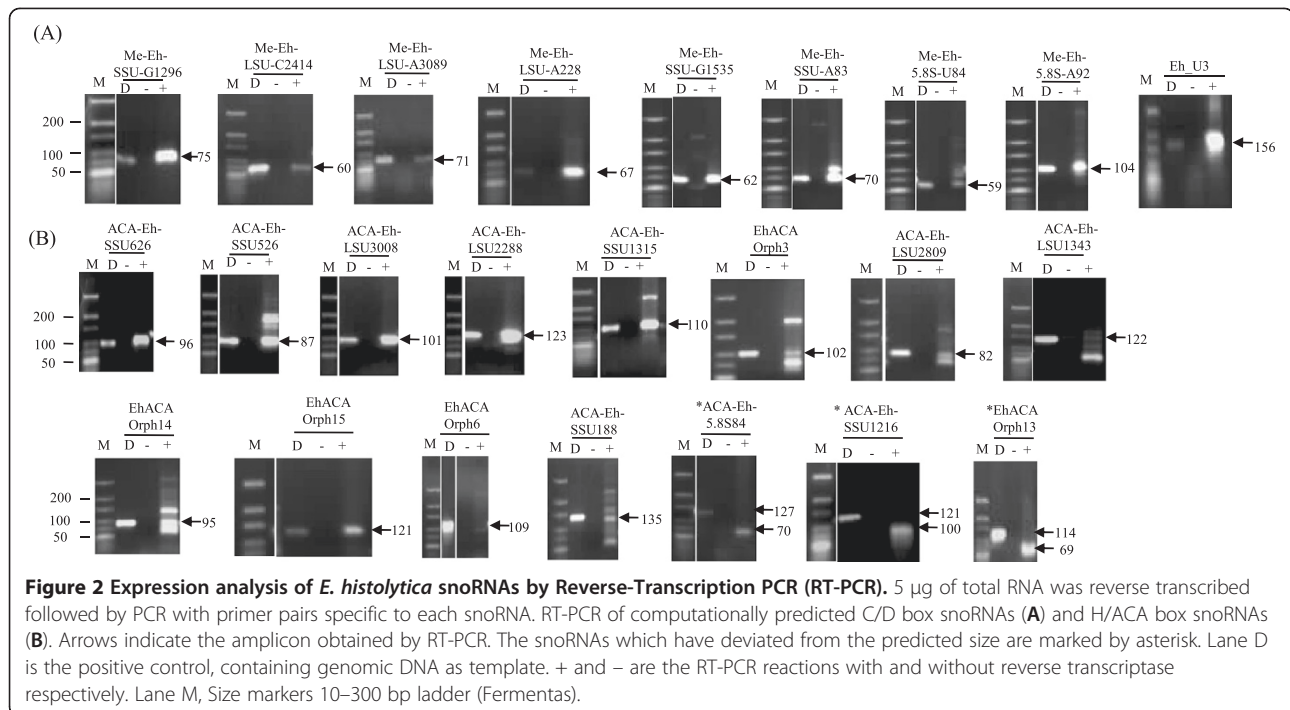 (A)
Me-Eh-
SSU-G1296
Me-Eh-
LSU-C2414
Me-Eh-
LSU-A3089
Me-Eh-
LSU-A228
Me-Eh-
SSU-G1535
Me-Eh-
SSU-A83
Me-Eh-
5.8S-U84
Me-Eh-
5.8S-A92
Eh_U3
M D - +
M D - +
M D - +
M D - +
M D - +
M D - +
M D - +
M D - +
M D - +
200
100
50
75
60
71
67
62
70
59
104
156
(B)
ACA-Eh-
SSU626
ACA-Eh-
SSU526
ACA-Eh-
LSU3008
ACA-Eh-
LSU2288
ACA-Eh-
SSU1315
EhACA
Orph3
ACA-Eh-
LSU2809
ACA-Eh-
LSU1343
M D - +
M D - +
M D - +
M D - +
M D - +
M D - +
M D - +
M D - +
200
100
50
96
87
101
123
110
102
82
122
EhACA
Orph14
EhACA
Orph15
EhACA
Orph6
ACA-Eh-
SSU188
*ACA-Eh-
5.8S84
* ACA-Eh-
SSU1216
*EhACA
Orph13
M D - +
M D - +
M D - +
M D - +
M D - +
M D - +
M D - +
200
100
50
95
121
109
135
127
70
121
100
114
69
Figure 2 Expression analysis of E. histolytica snoRNAs by Reverse-Transcription PCR (RT-PCR). 5 μg of total RNA was reverse transcribed
followed by PCR with primer pairs specific to each snoRNA. RT-PCR of computationally predicted C/D box snoRNAs (A) and H/ACA box snoRNAs
(B). Arrows indicate the amplicon obtained by RT-PCR. The snoRNAs which have deviated from the predicted size are marked by asterisk. Lane D
is the positive control, containing genomic DNA as template. + and – are the RT-PCR reactions with and without reverse transcriptase
respectively. Lane M, Size markers 10–300 bp ladder (Fermentas).